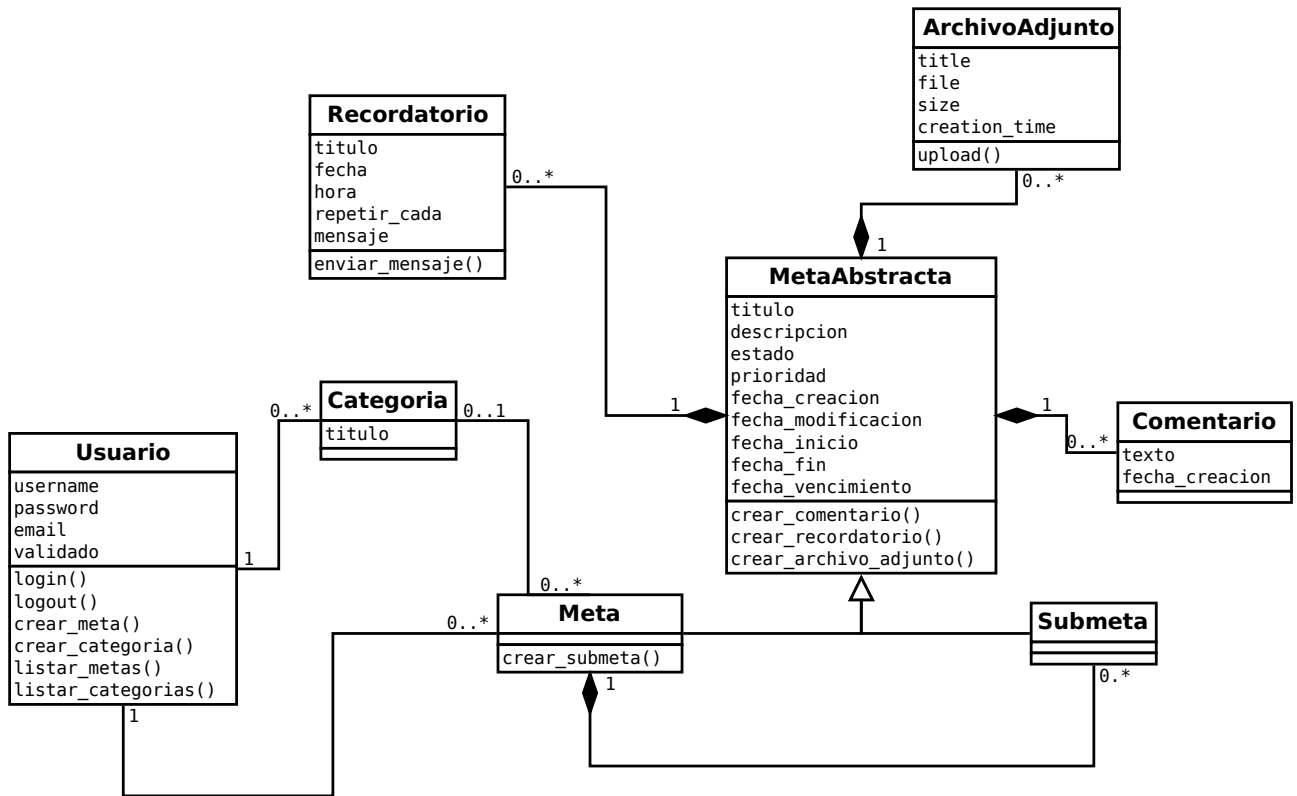 ArchivoAdjunto
title
file
size
creation_time
upload()
0..*
1
Recordatorio
titulo
fecha
hora
repetir_cada
mensaje
enviar_mensaje()
0..*
1
MetaAbstracta
titulo
descripcion
estado
prioridad
fecha_creacion
fecha_modificacion
fecha_inicio
fecha_fin
fecha_vencimiento
crear_comentario()
crear_recordatorio()
crear_archivo_adjunto()
1
0..*
Comentario
texto
fecha_creacion
Categoria
titulo
0..*
0..1
Usuario
username
password
email
validado
login()
logout()
crear_meta()
crear_categoria()
listar_metas()
listar_categorias()
1
1
0..*
0..*
Meta
crear_submeta()
1
Submeta
0.*